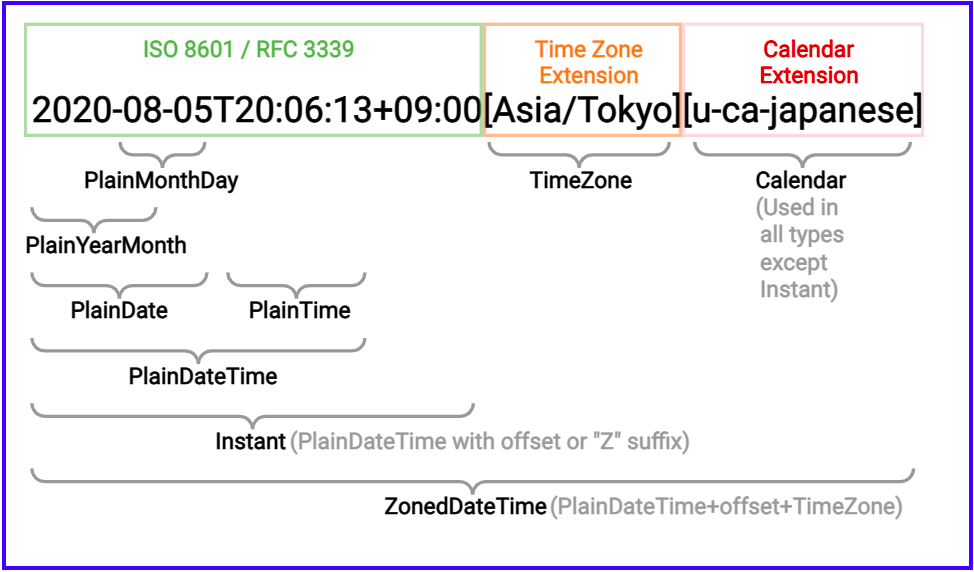 ISO 8601 / RFC 3339
Time Zone
Extension
Calendar
Extension
2020-08-05T20:06:13+09:00[Asia/Tokyo][u-ca-japanese]
PlainMonthDay
TimeZone
Calendar
(Used in
all types
except
Instant)
PlainYearMonth
PlainDate
PlainTime
PlainDateTime
Instant (PlainDateTime with offset or "Z" suffix)
ZonedDateTime (PlainDateTime+offset+TimeZone)